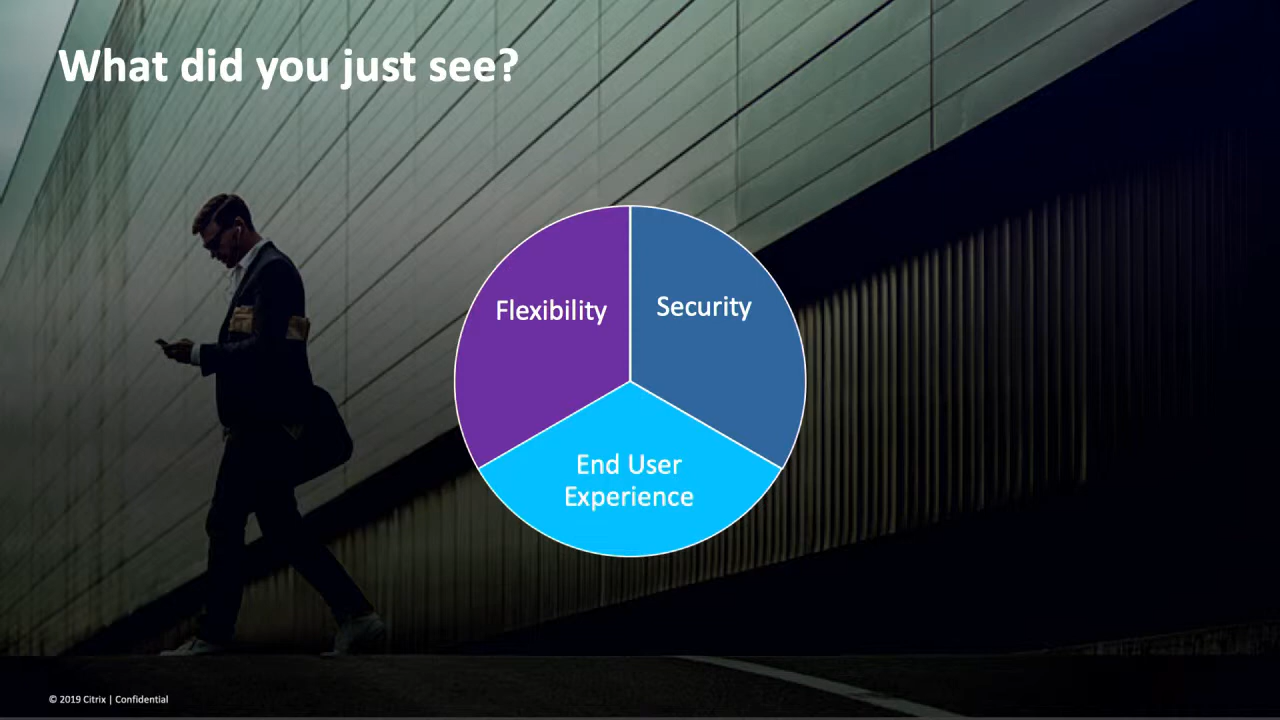 What did you just see?
Flexibility
Security
End User
Experience
© 2019 Citrix | Confidential